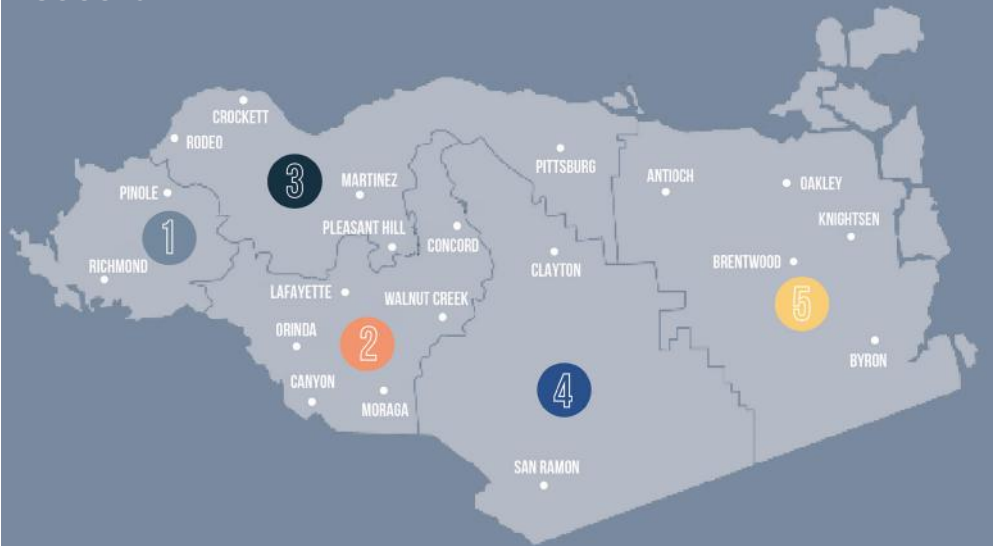 CROCKETT
RODEO
PINOLE
3
MARTINEZ
PITTSBURG
ANTIOCH
OAKLEY
KNIGHTSEN
1
PLEASANT HILL
CONCORD
RICHMOND
CLAYTON
BRENTWOOD
LAFAYETTE
WALNUT CREEK
5
ORINDA
2
BYRON
CANYON
MORAGA
4
SAN RAMON